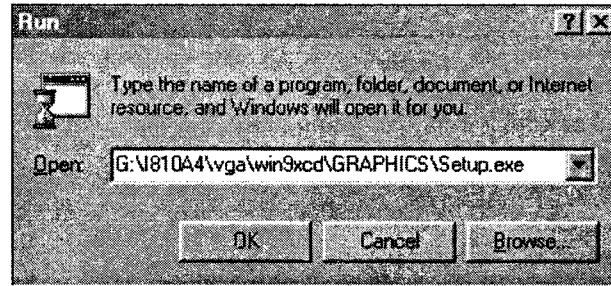 Run
? ×
Type the name of a program, folder, document, or Internet
resource, and Windows will open it for you.
Open: G:\I810A4\vga\win9xcd\GRAPHICS\Setup.exe
OK Cancel Browse...